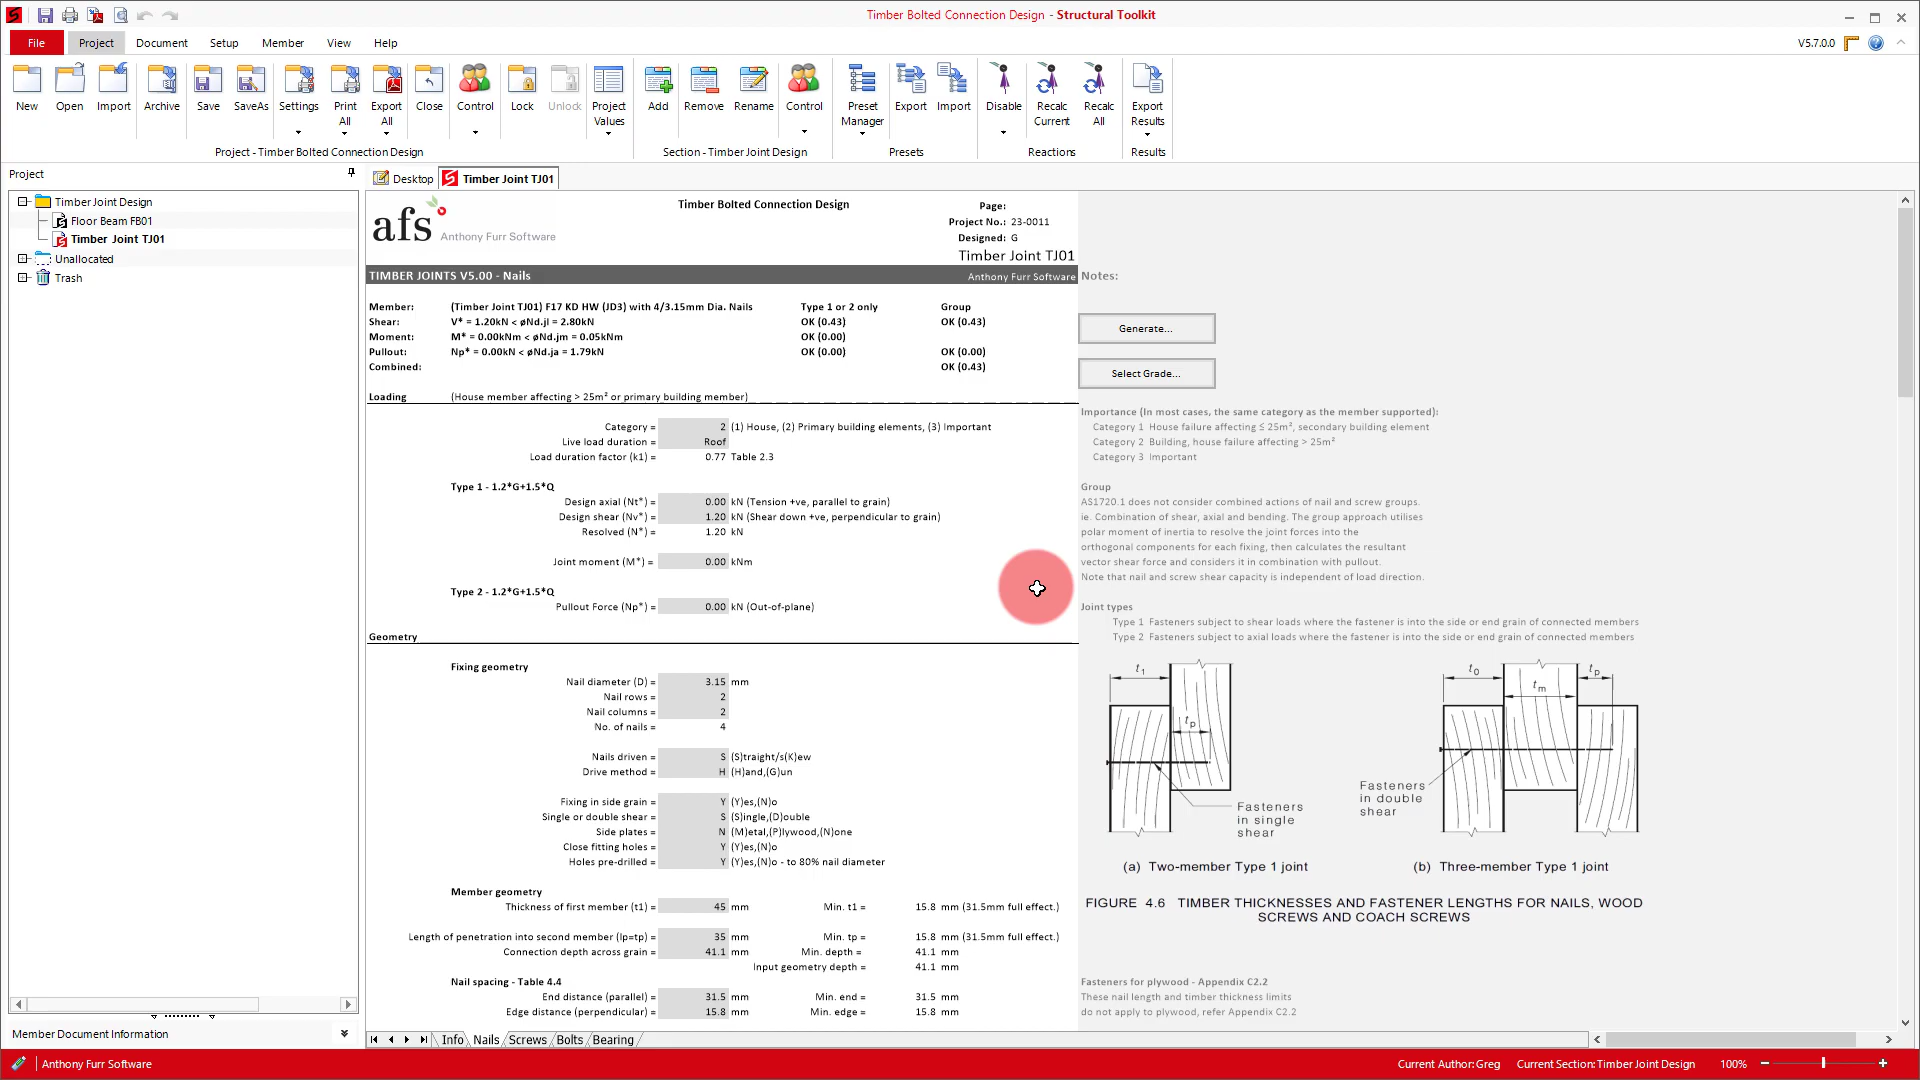 Timber Bolted Connection Design - Structural Toolkit
File Project Document Setup Member View Help V5.7.0.0
New Open Import Archive Save SaveAs Settings Print All Export All Close Control Lock Unlock Project Values Add Remove Rename Control Preset Manager Export Import Disable Recalc Current Recalc All Export Results
Project - Timber Bolted Connection Design Section - Timber Joint Design Presets Reactions Results
Project
Timber Joint Design
Floor Beam FB01
Timber Joint TJ01
Unallocated
Trash
Member Document Information
Desktop Timber Joint TJ01
afs Anthony Furr Software
Timber Bolted Connection Design
Page:
Project No.: 23-0011
Designed: G
Timber Joint TJ01
TIMBER JOINTS V5.00 - Nails Anthony Furr Software
Member: (Timber Joint TJ01) F17 KD HW (JD3) with 4/3.15mm Dia. Nails Type 1 or 2 only Group
Shear: V* = 1.20kN < øNd.jl = 2.80kN OK (0.43) OK (0.43)
Moment: M* = 0.00kNm < øNd.jm = 0.05kNm OK (0.00)
Pullout: Np* = 0.00kN < øNd.ja = 1.79kN OK (0.00) OK (0.00)
Combined: OK (0.43)
Loading (House member affecting > 25m² or primary building member)
Category = 2 (1) House, (2) Primary building elements, (3) Important
Live load duration = Roof
Load duration factor (k1) = 0.77 Table 2.3
Type 1 - 1.2*G+1.5*Q
Design axial (Nt*) = 0.00 kN (Tension +ve, parallel to grain)
Design shear (Nv*) = 1.20 kN (Shear down +ve, perpendicular to grain)
Resolved (N*) = 1.20 kN
Joint moment (M*) = 0.00 kNm
Type 2 - 1.2*G+1.5*Q
Pullout Force (Np*) = 0.00 kN (Out-of-plane)
Geometry
Fixing geometry
Nail diameter (D) = 3.15 mm
Nail rows = 2
Nail columns = 2
No. of nails = 4
Nails driven = S (S)traight/s(K)ew
Drive method = H (H)and,(G)un
Fixing in side grain = Y (Y)es,(N)o
Single or double shear = S (S)ingle,(D)ouble
Side plates = N (M)etal,(P)lywood,(N)one
Close fitting holes = Y (Y)es,(N)o
Holes pre-drilled = Y (Y)es,(N)o - to 80% nail diameter
Member geometry
Thickness of first member (t1) = 45 mm Min. t1 = 15.8 mm (31.5mm full effect.)
Length of penetration into second member (lp=tp) = 35 mm Min. tp = 15.8 mm (31.5mm full effect.)
Connection depth across grain = 41.1 mm Min. depth = 41.1 mm
Input geometry depth = 41.1 mm
Nail spacing - Table 4.4
End distance (parallel) = 31.5 mm Min. end = 31.5 mm
Edge distance (perpendicular) = 15.8 mm Min. edge = 15.8 mm
Notes:
Generate...
Select Grade...
Importance (In most cases, the same category as the member supported):
Category 1 House failure affecting ≤ 25m², secondary building element
Category 2 Building, house failure affecting > 25m²
Category 3 Important
Group
AS1720.1 does not consider combined actions of nail and screw groups.
ie. Combination of shear, axial and bending. The group approach utilises
polar moment of inertia to resolve the joint forces into the
orthogonal components for each fixing, then calculates the resultant
vector shear force and considers it in combination with pullout.
Note that nail and screw shear capacity is independent of load direction.
Joint types
Type 1 Fasteners subject to shear loads where the fastener is into the side or end grain of connected members
Type 2 Fasteners subject to axial loads where the fastener is into the side or end grain of connected members
t1 tp
Fasteners
in single
shear
(a) Two-member Type 1 joint
to tm tp
Fasteners
in double
shear
(b) Three-member Type 1 joint
FIGURE 4.6 TIMBER THICKNESSES AND FASTENER LENGTHS FOR NAILS, WOOD
SCREWS AND COACH SCREWS
Fasteners for plywood - Appendix C2.2
These nail length and timber thickness limits
do not apply to plywood, refer Appendix C2.2
Info Nails Screws Bolts Bearing
Anthony Furr Software Current Author: Greg Current Section: Timber Joint Design 100%